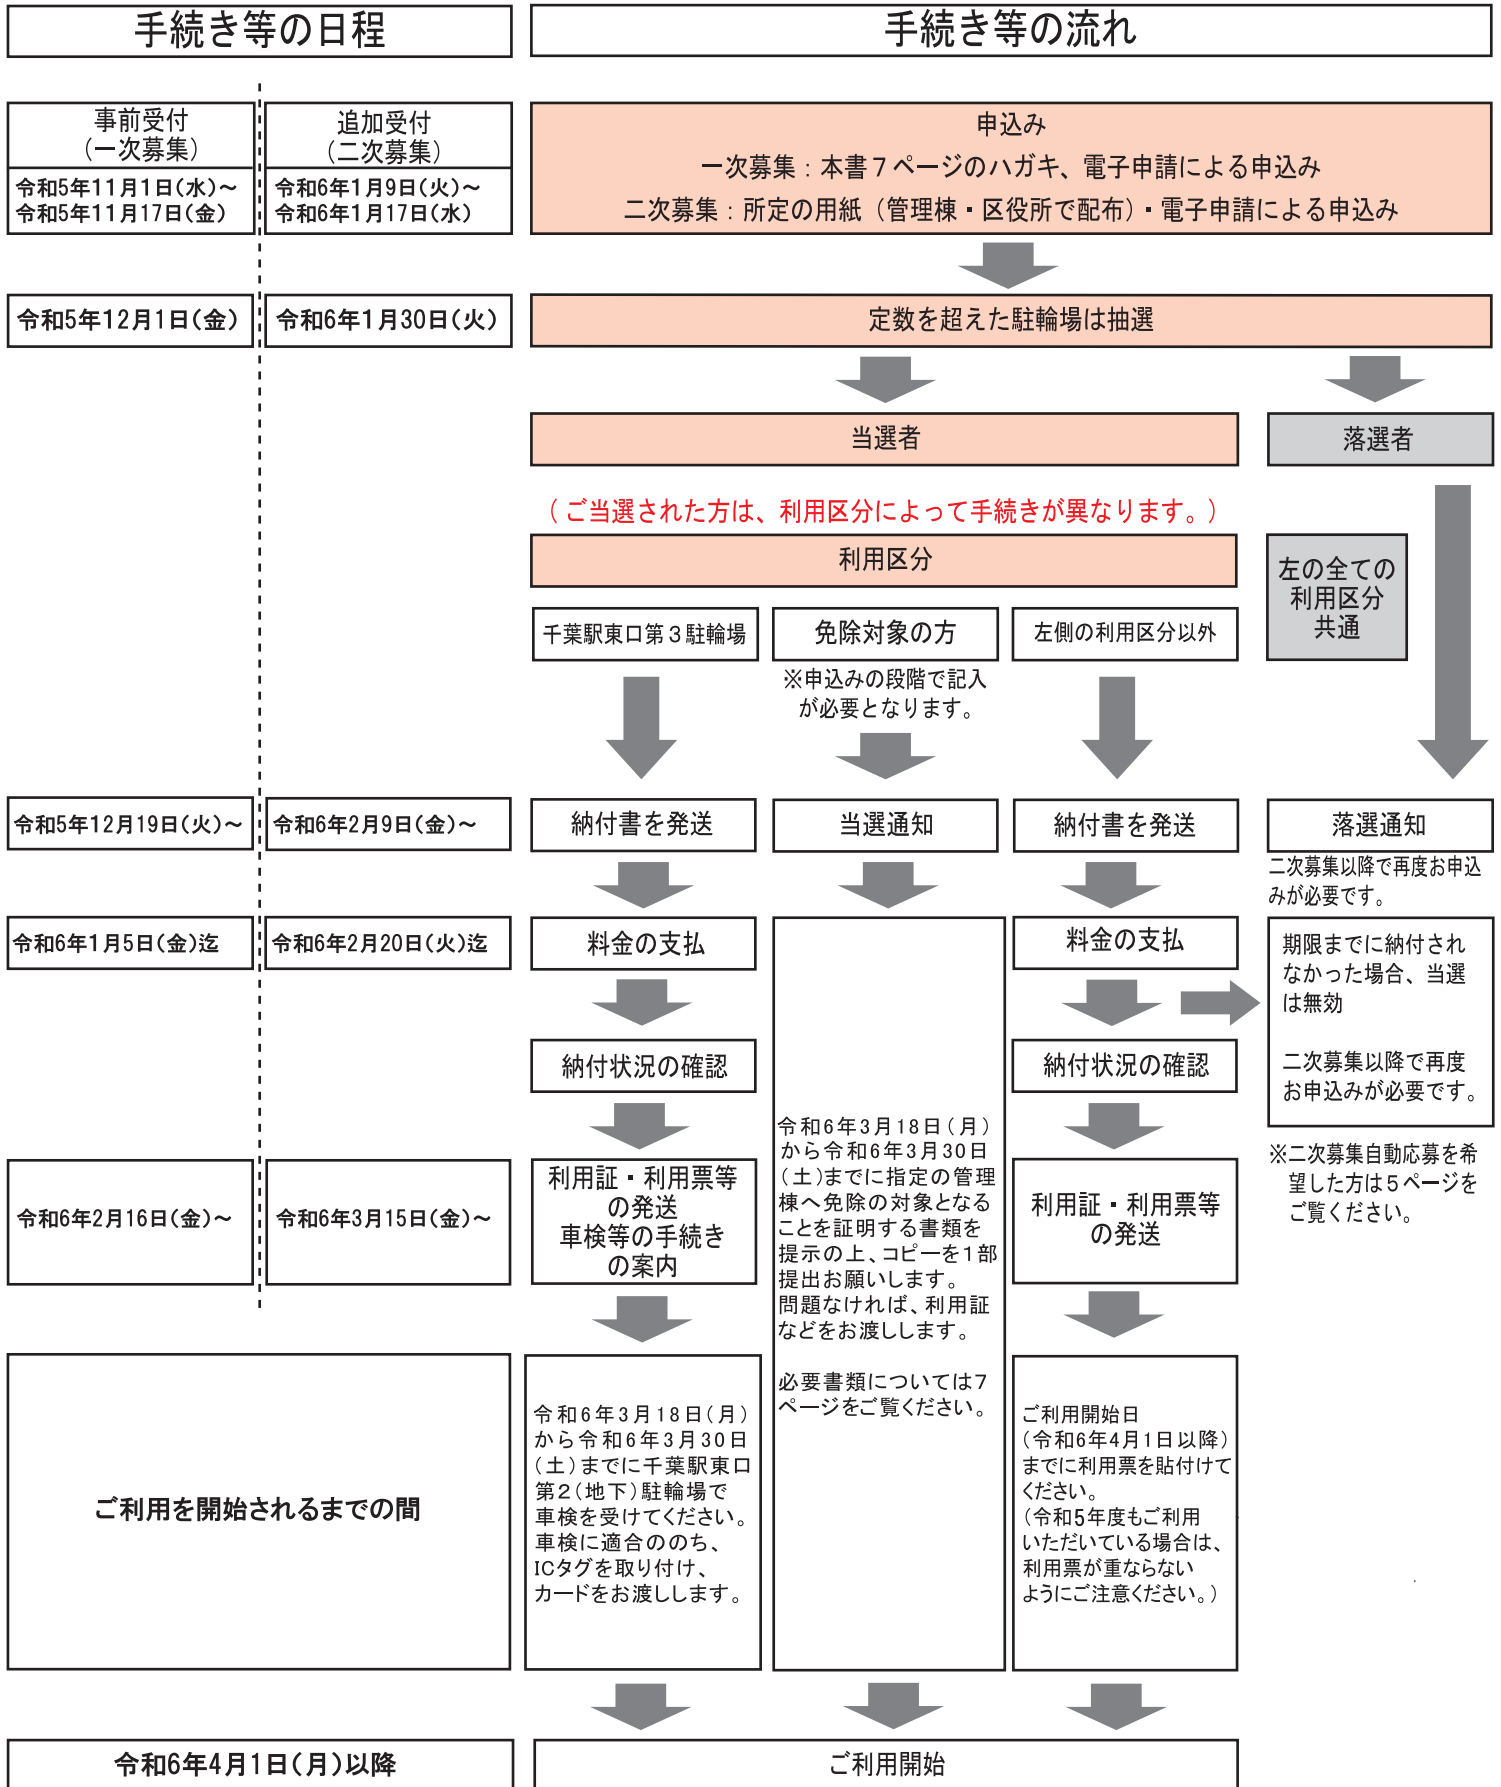 手続き等の日程
手続き等の流れ
事前受付
(一次募集)
令和5年11月1日(水)~
令和5年11月17日(金)
追加受付
(二次募集)
令和6年1月9日(火)~
令和6年1月17日(水)
申込み
一次募集：本書７ページのハガキ、電子申請による申込み
二次募集：所定の用紙（管理棟・区役所で配布)・電子申請による申込み
令和5年12月1日(金)
令和6年1月30日(火)
定数を超えた駐輪場は抽選
当選者
落選者
(ご当選された方は、利用区分によって手続きが異なります。)
利用区分
左の全ての
利用区分
共通
千葉駅東口第３駐輪場
免除対象の方
左側の利用区分以外
※申込みの段階で記入
が必要となります。
令和5年12月19日(火)~
令和6年2月9日(金)~
納付書を発送
当選通知
納付書を発送
落選通知
二次募集以降で再度お申込
みが必要です。
令和6年1月5日(金)迄
令和6年2月20日(火)迄
料金の支払
料金の支払
期限までに納付され
なかった場合、当選
は無効
二次募集以降で再度
お申込みが必要です。
納付状況の確認
納付状況の確認
※二次募集自動応募を希
望した方は５ページを
ご覧ください。
令和6年2月16日(金)~
令和6年3月15日(金)~
利用証・利用票等
の発送
車検等の手続き
の案内
令和6年3月18日(月)
から令和6年3月30日
(土)までに指定の管理
棟へ免除の対象となる
ことを証明する書類を
提示の上、コピーを1部
提出お願いします。
問題なければ、利用証
などをお渡しします。
必要書類については7
ページをご覧ください。
利用証・利用票等
の発送
ご利用を開始されるまでの間
令和6年3月18日(月)
から令和6年3月30日
(土)までに千葉駅東口
第2(地下)駐輪場で
車検を受けてください。
車検に適合ののち、
ICタグを取り付け、
カードをお渡しします。
ご利用開始日
(令和6年4月1日以降)
までに利用票を貼付けて
ください。
(令和5年度もご利用
いただいている場合は、
利用票が重ならない
ようにご注意ください。)
令和6年4月1日(月)以降
ご利用開始